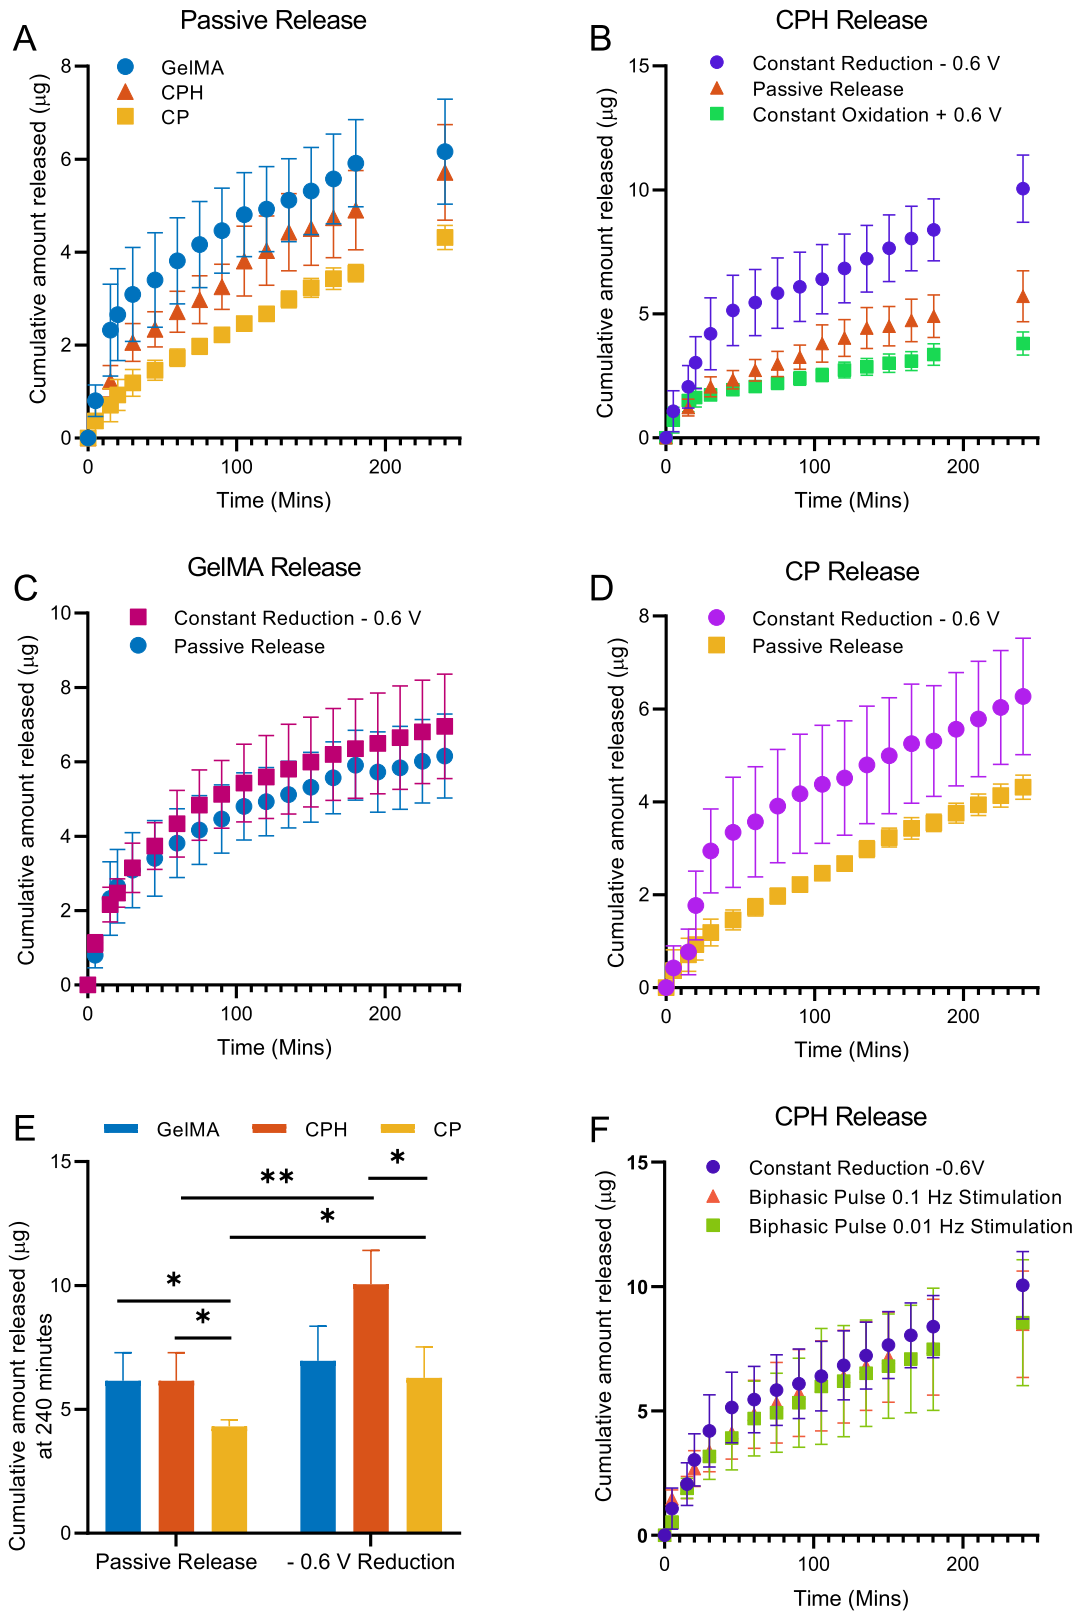 A
Passive Release
GelMA
CPH
CP
Cumulative amount released (μg)
8
6
4
2
0
0
100
200
Time (Mins)
B
CPH Release
Constant Reduction - 0.6 V
Passive Release
Constant Oxidation + 0.6 V
Cumulative amount released (μg)
15
10
5
0
0
100
200
Time (Mins)
C
GelMA Release
Constant Reduction - 0.6 V
Passive Release
Cumulative amount released (μg)
10
8
6
4
2
0
0
100
200
Time (Mins)
D
CP Release
Constant Reduction - 0.6 V
Passive Release
Cumulative amount released (μg)
8
6
4
2
0
0
100
200
Time (Mins)
E
GelMA
CPH
CP
Cumulative amount released (μg)
at 240 minutes
15
10
5
0
**
*
*
*
*
Passive Release
- 0.6 V Reduction
F
CPH Release
Constant Reduction -0.6V
Biphasic Pulse 0.1 Hz Stimulation
Biphasic Pulse 0.01 Hz Stimulation
Cumulative amount released (μg)
15
10
5
0
0
100
200
Time (Mins)